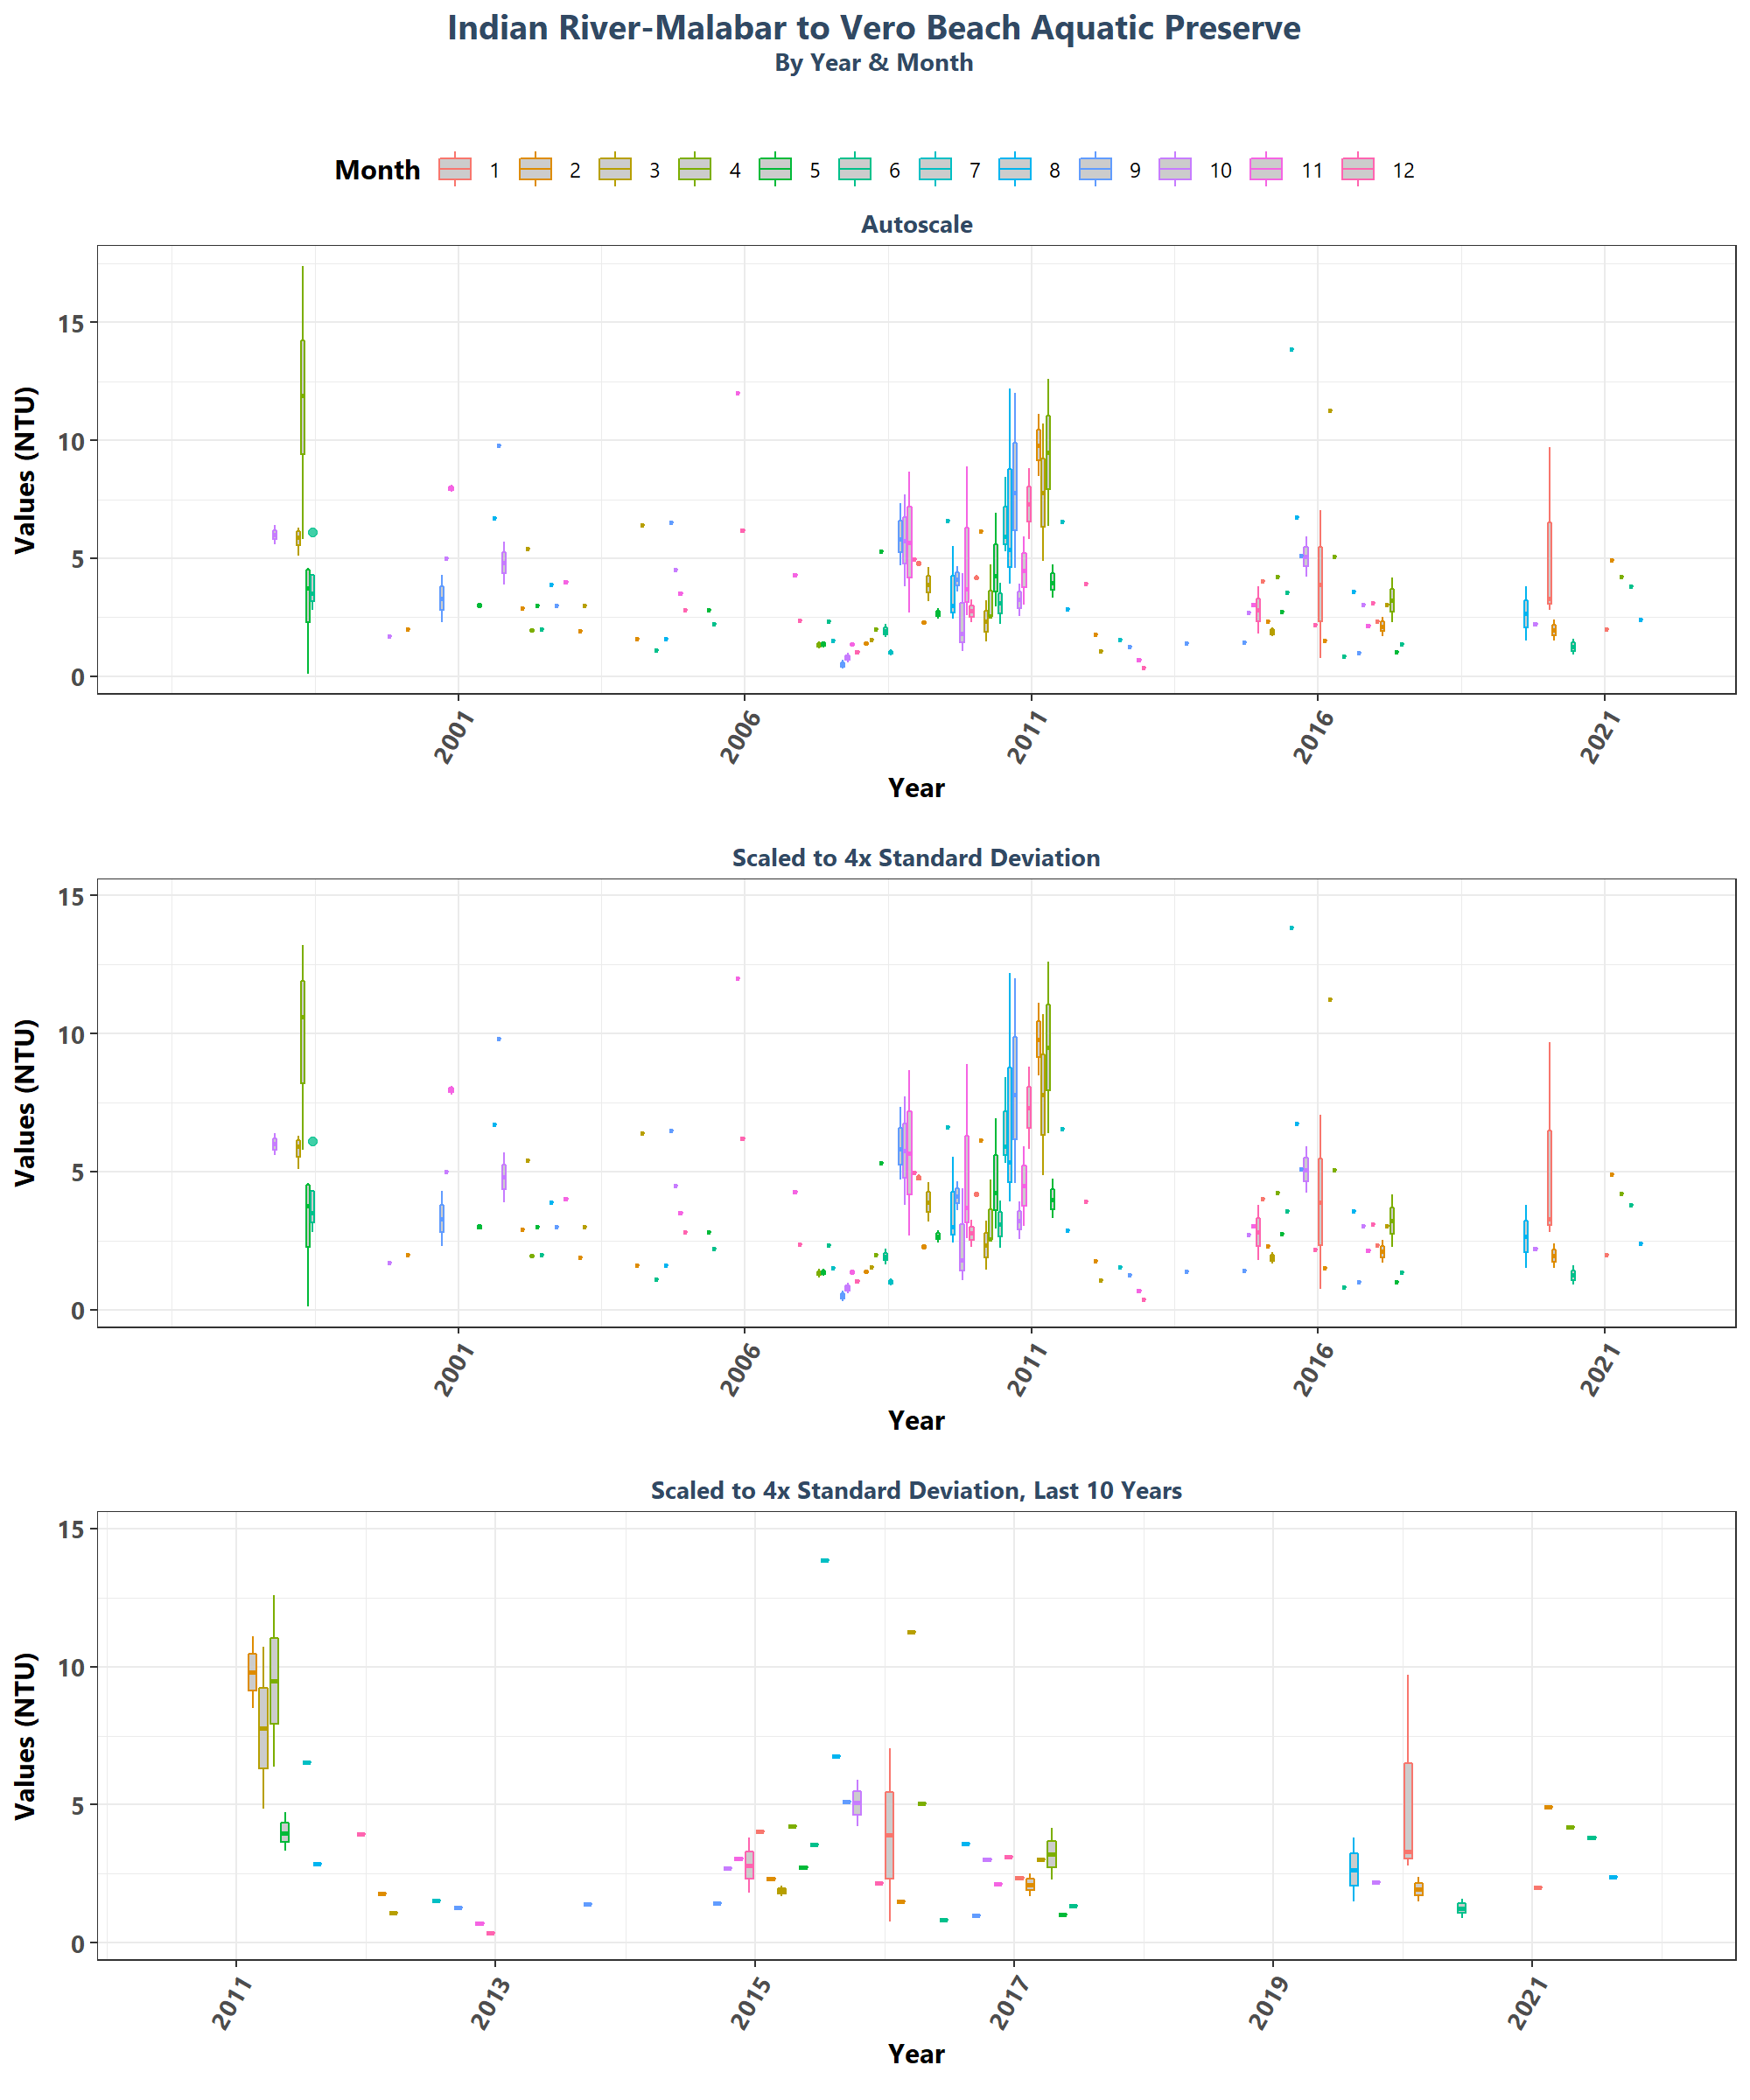 Indian River-Malabar to Vero Beach Aquatic Preserve
By Year & Month
Month 1 2 3 4 5 6 7 8 9 10 11 12
Autoscale
Values (NTU)
15
10
5
0
2001 2006 2011 2016 2021
Year
Scaled to 4x Standard Deviation
Values (NTU)
15
10
5
0
2001 2006 2011 2016 2021
Year
Scaled to 4x Standard Deviation, Last 10 Years
Values (NTU)
15
10
5
0
2011 2013 2015 2017 2019 2021
Year